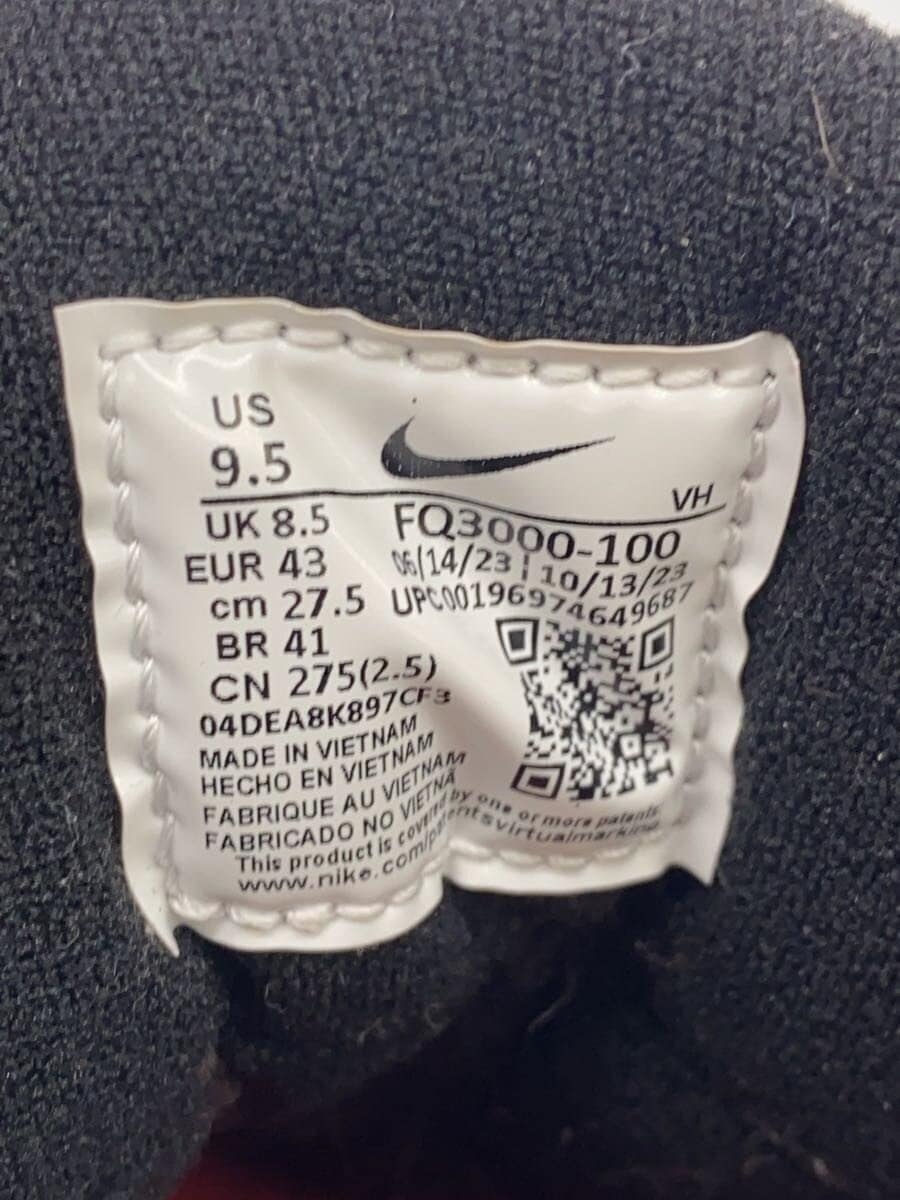 US
9.5
VH
UK 8.5
FQ3000-100
EUR 43
06/14/23 | 10/13/23
cm 27.5
UPC00196974649687
BR 41
CN 275(2.5)
04DEA8K897CF3
MADE IN VIETNAM
HECHO EN VIETNAM
FABRIQUE AU VIETNAM
FABRICADO NO VIETNÃ
This product is covered by one or more patents.
www.nike.com/patentsvirtualmarking